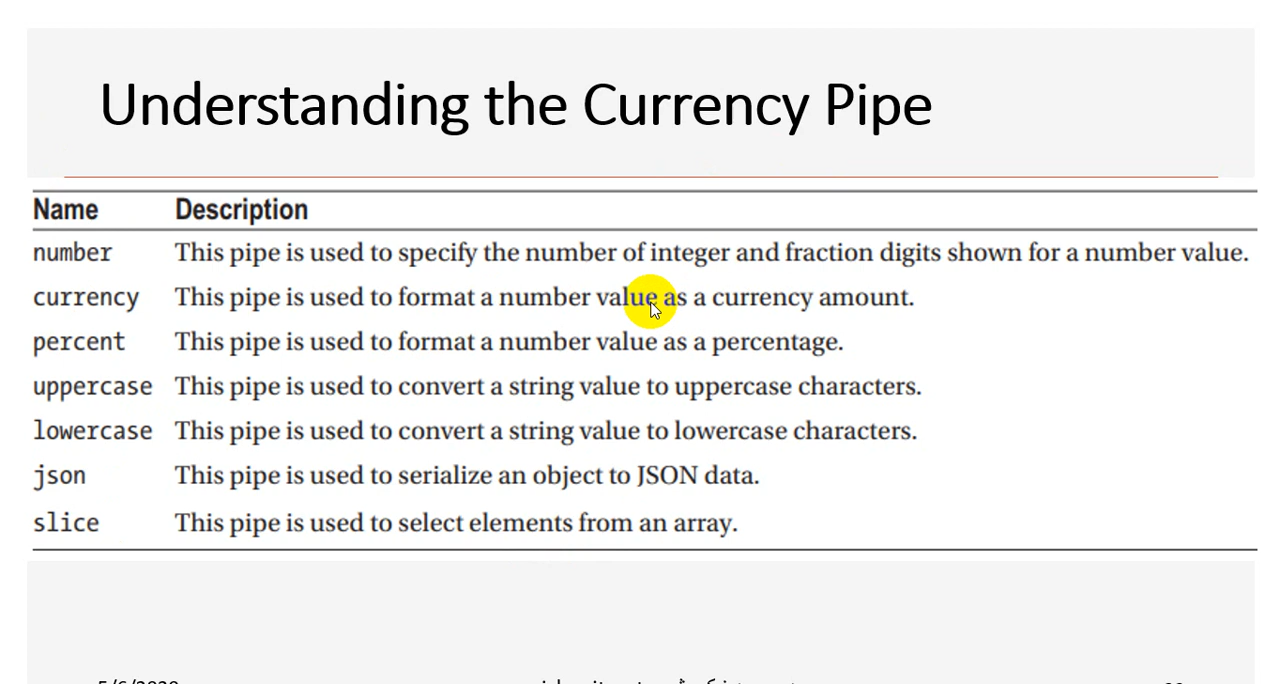 Understanding the Currency Pipe
Name Description
number This pipe is used to specify the number of integer and fraction digits shown for a number value.
currency This pipe is used to format a number value as a currency amount.
percent This pipe is used to format a number value as a percentage.
uppercase This pipe is used to convert a string value to uppercase characters.
lowercase This pipe is used to convert a string value to lowercase characters.
json This pipe is used to serialize an object to JSON data.
slice This pipe is used to select elements from an array.